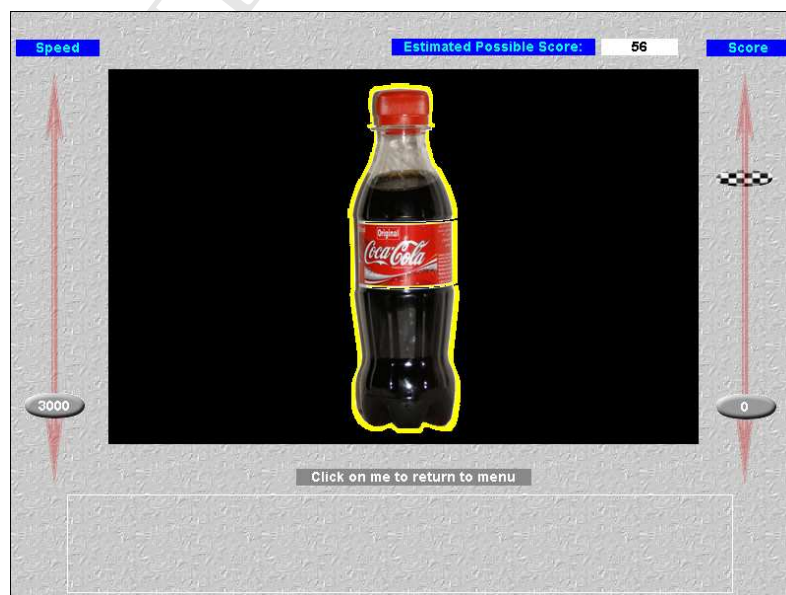 Speed
Estimated Possible Score: 56
Score
Original
Coca-Cola
3000
0
Click on me to return to menu